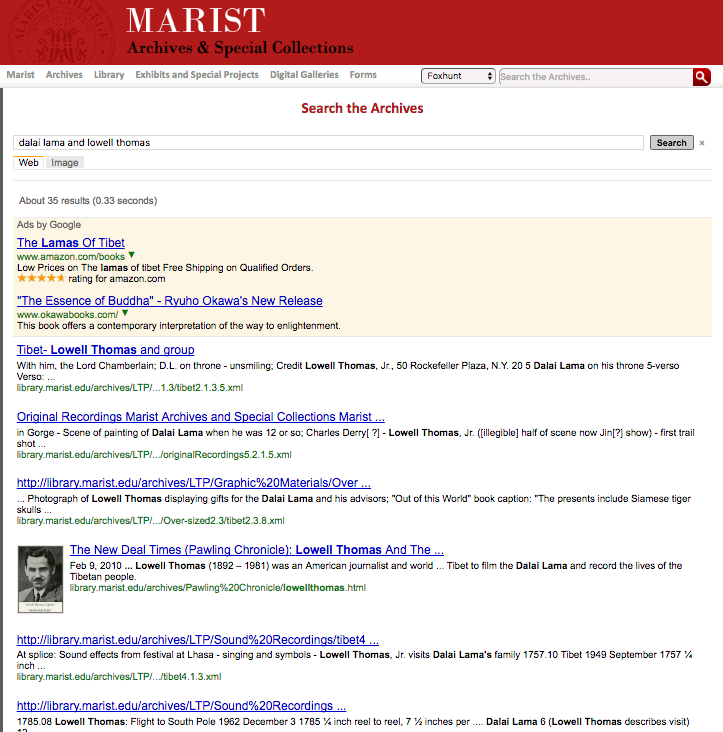 MARIST
Archives & Special Collections
Marist Archives Library Exhibits and Special Projects Digital Galleries Forms Foxhunt Search the Archives..
Search the Archives
dalai lama and lowell thomas Search ×
Web Image
About 35 results (0.33 seconds)
Ads by Google
The Lamas Of Tibet
www.amazon.com/books
Low Prices on The lamas of tibet Free Shipping on Qualified Orders.
rating for amazon.com
"The Essence of Buddha" - Ryuho Okawa's New Release
www.okawabooks.com/
This book offers a contemporary interpretation of the way to enlightenment.
Tibet- Lowell Thomas and group
With him, the Lord Chamberlain; D.L. on throne - unsmiling; Credit Lowell Thomas, Jr., 50 Rockefeller Plaza, N.Y. 20 5 Dalai Lama on his throne 5-verso
Verso: ...
library.marist.edu/archives/LTP/...1.3/tibet2.1.3.5.xml
Original Recordings Marist Archives and Special Collections Marist ...
in Gorge - Scene of painting of Dalai Lama when he was 12 or so; Charles Derry[ ?] - Lowell Thomas, Jr. ([illegible] half of scene now Jin[?] show) - first trail
shot ...
library.marist.edu/archives/LTP/.../originalRecordings5.2.1.5.xml
http://library.marist.edu/archives/LTP/Graphic%20Materials/Over ...
... Photograph of Lowell Thomas displaying gifts for the Dalai Lama and his advisors; "Out of this World" book caption: "The presents include Siamese tiger
skulls ...
library.marist.edu/archives/LTP/.../Over-sized2.3/tibet2.3.8.xml
The New Deal Times (Pawling Chronicle): Lowell Thomas And The ...
Feb 9, 2010 ... Lowell Thomas (1892 – 1981) was an American journalist and world ... Tibet to film the Dalai Lama and record the lives of the
Tibetan people.
library.marist.edu/archives/Pawling%20Chronicle/lowellthomas.html
http://library.marist.edu/archives/LTP/Sound%20Recordings/tibet4 ...
At splice: Sound effects from festival at Lhasa - singing and symbols - Lowell Thomas, Jr. visits Dalai Lama's family 1757.10 Tibet 1949 September 1757 ¼
inch ...
library.marist.edu/archives/LTP/.../tibet4.1.3.xml
http://library.marist.edu/archives/LTP/Sound%20Recordings ...
1785.08 Lowell Thomas: Flight to South Pole 1962 December 3 1785 ¼ inch reel to reel, 7 ½ inches per .... Dalai Lama 6 (Lowell Thomas describes visit)